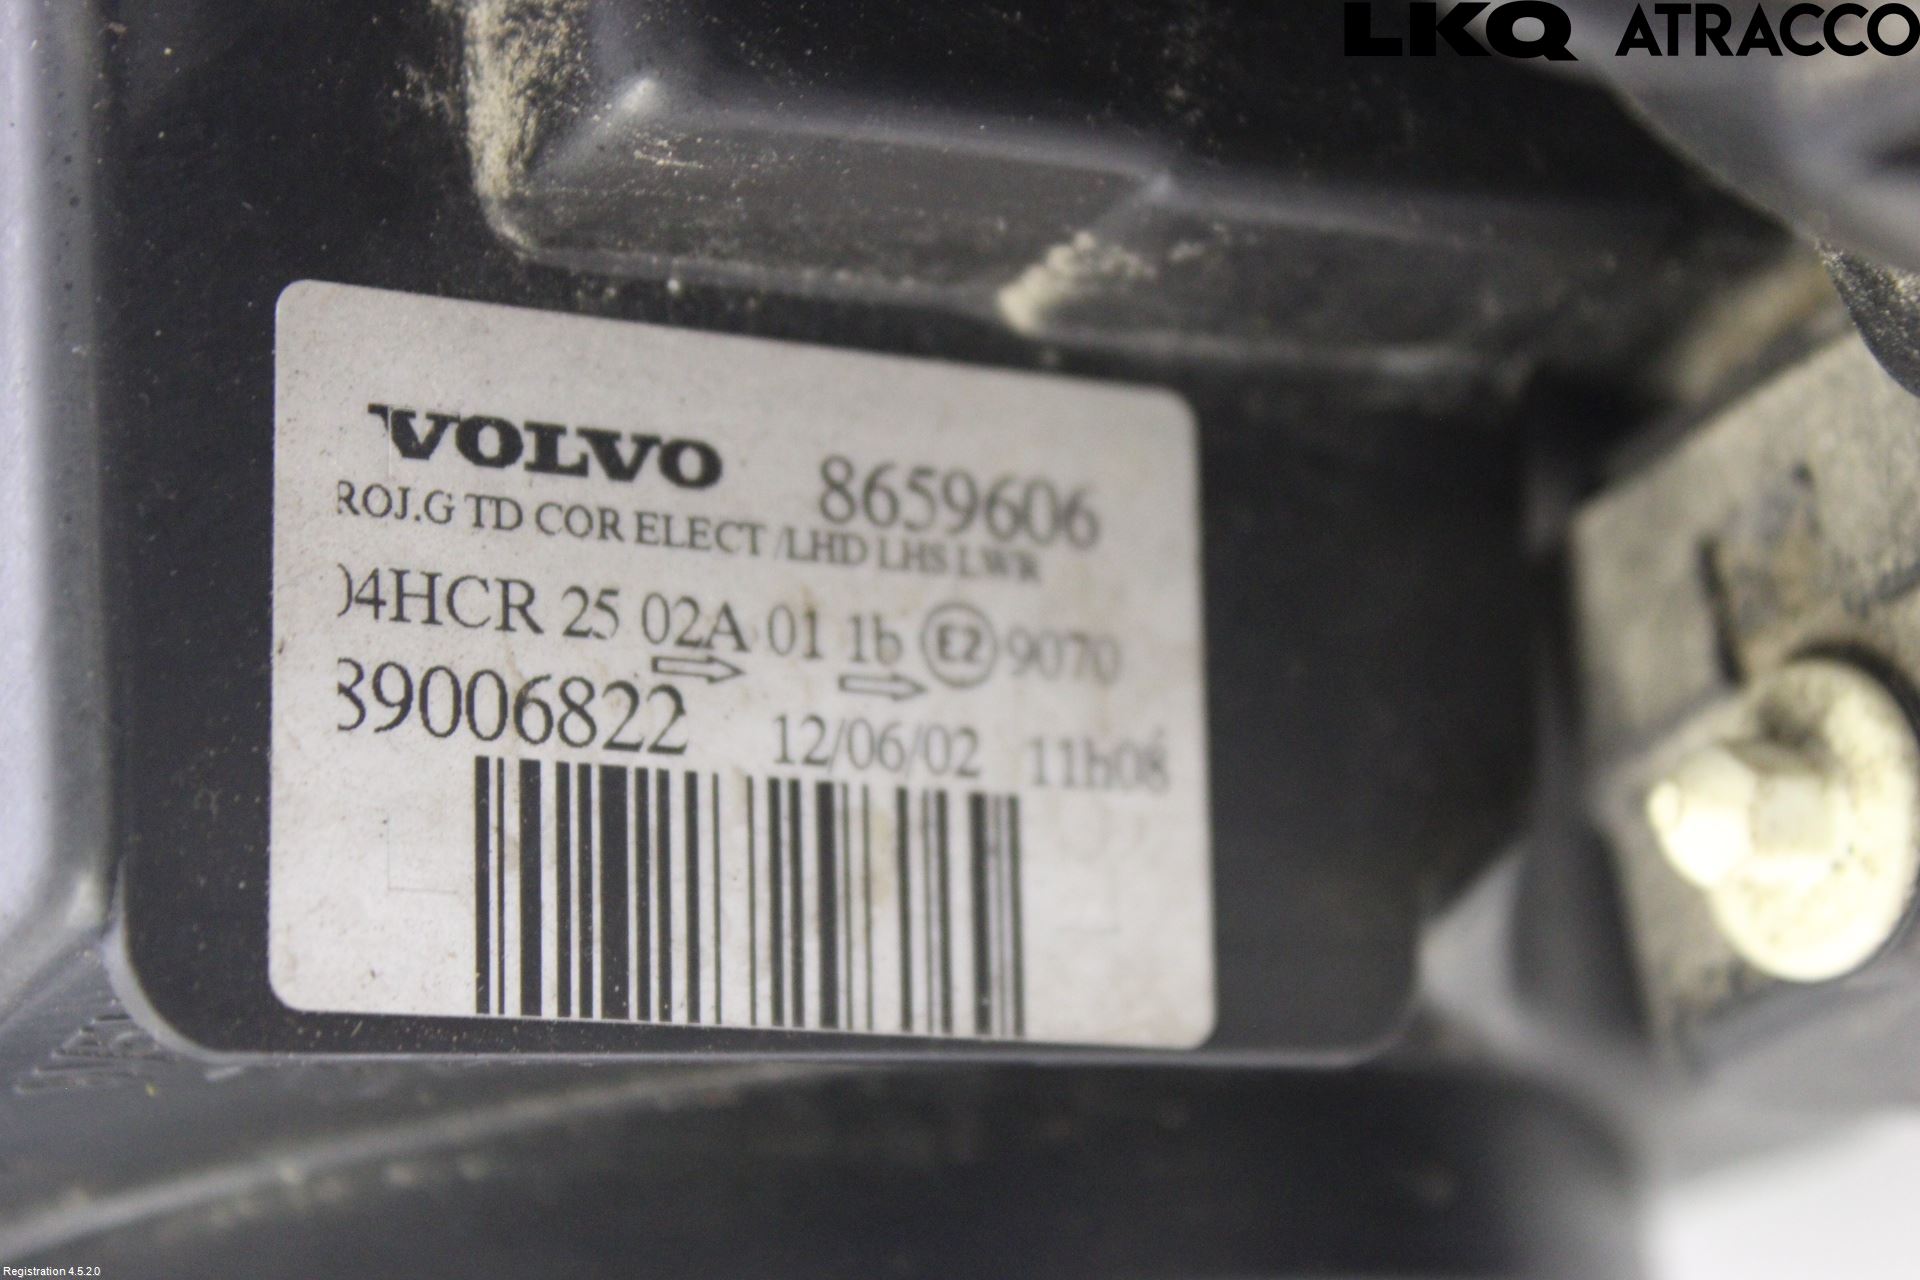 LKQ ATRACCO
VOLVO 8659606
ROJ.G TD COR ELECT /LHD LHS LWR
04HCR 25 02A 01 1b E2 9070
89006822 12/06/02 11h08
Registration 4.5.2.0